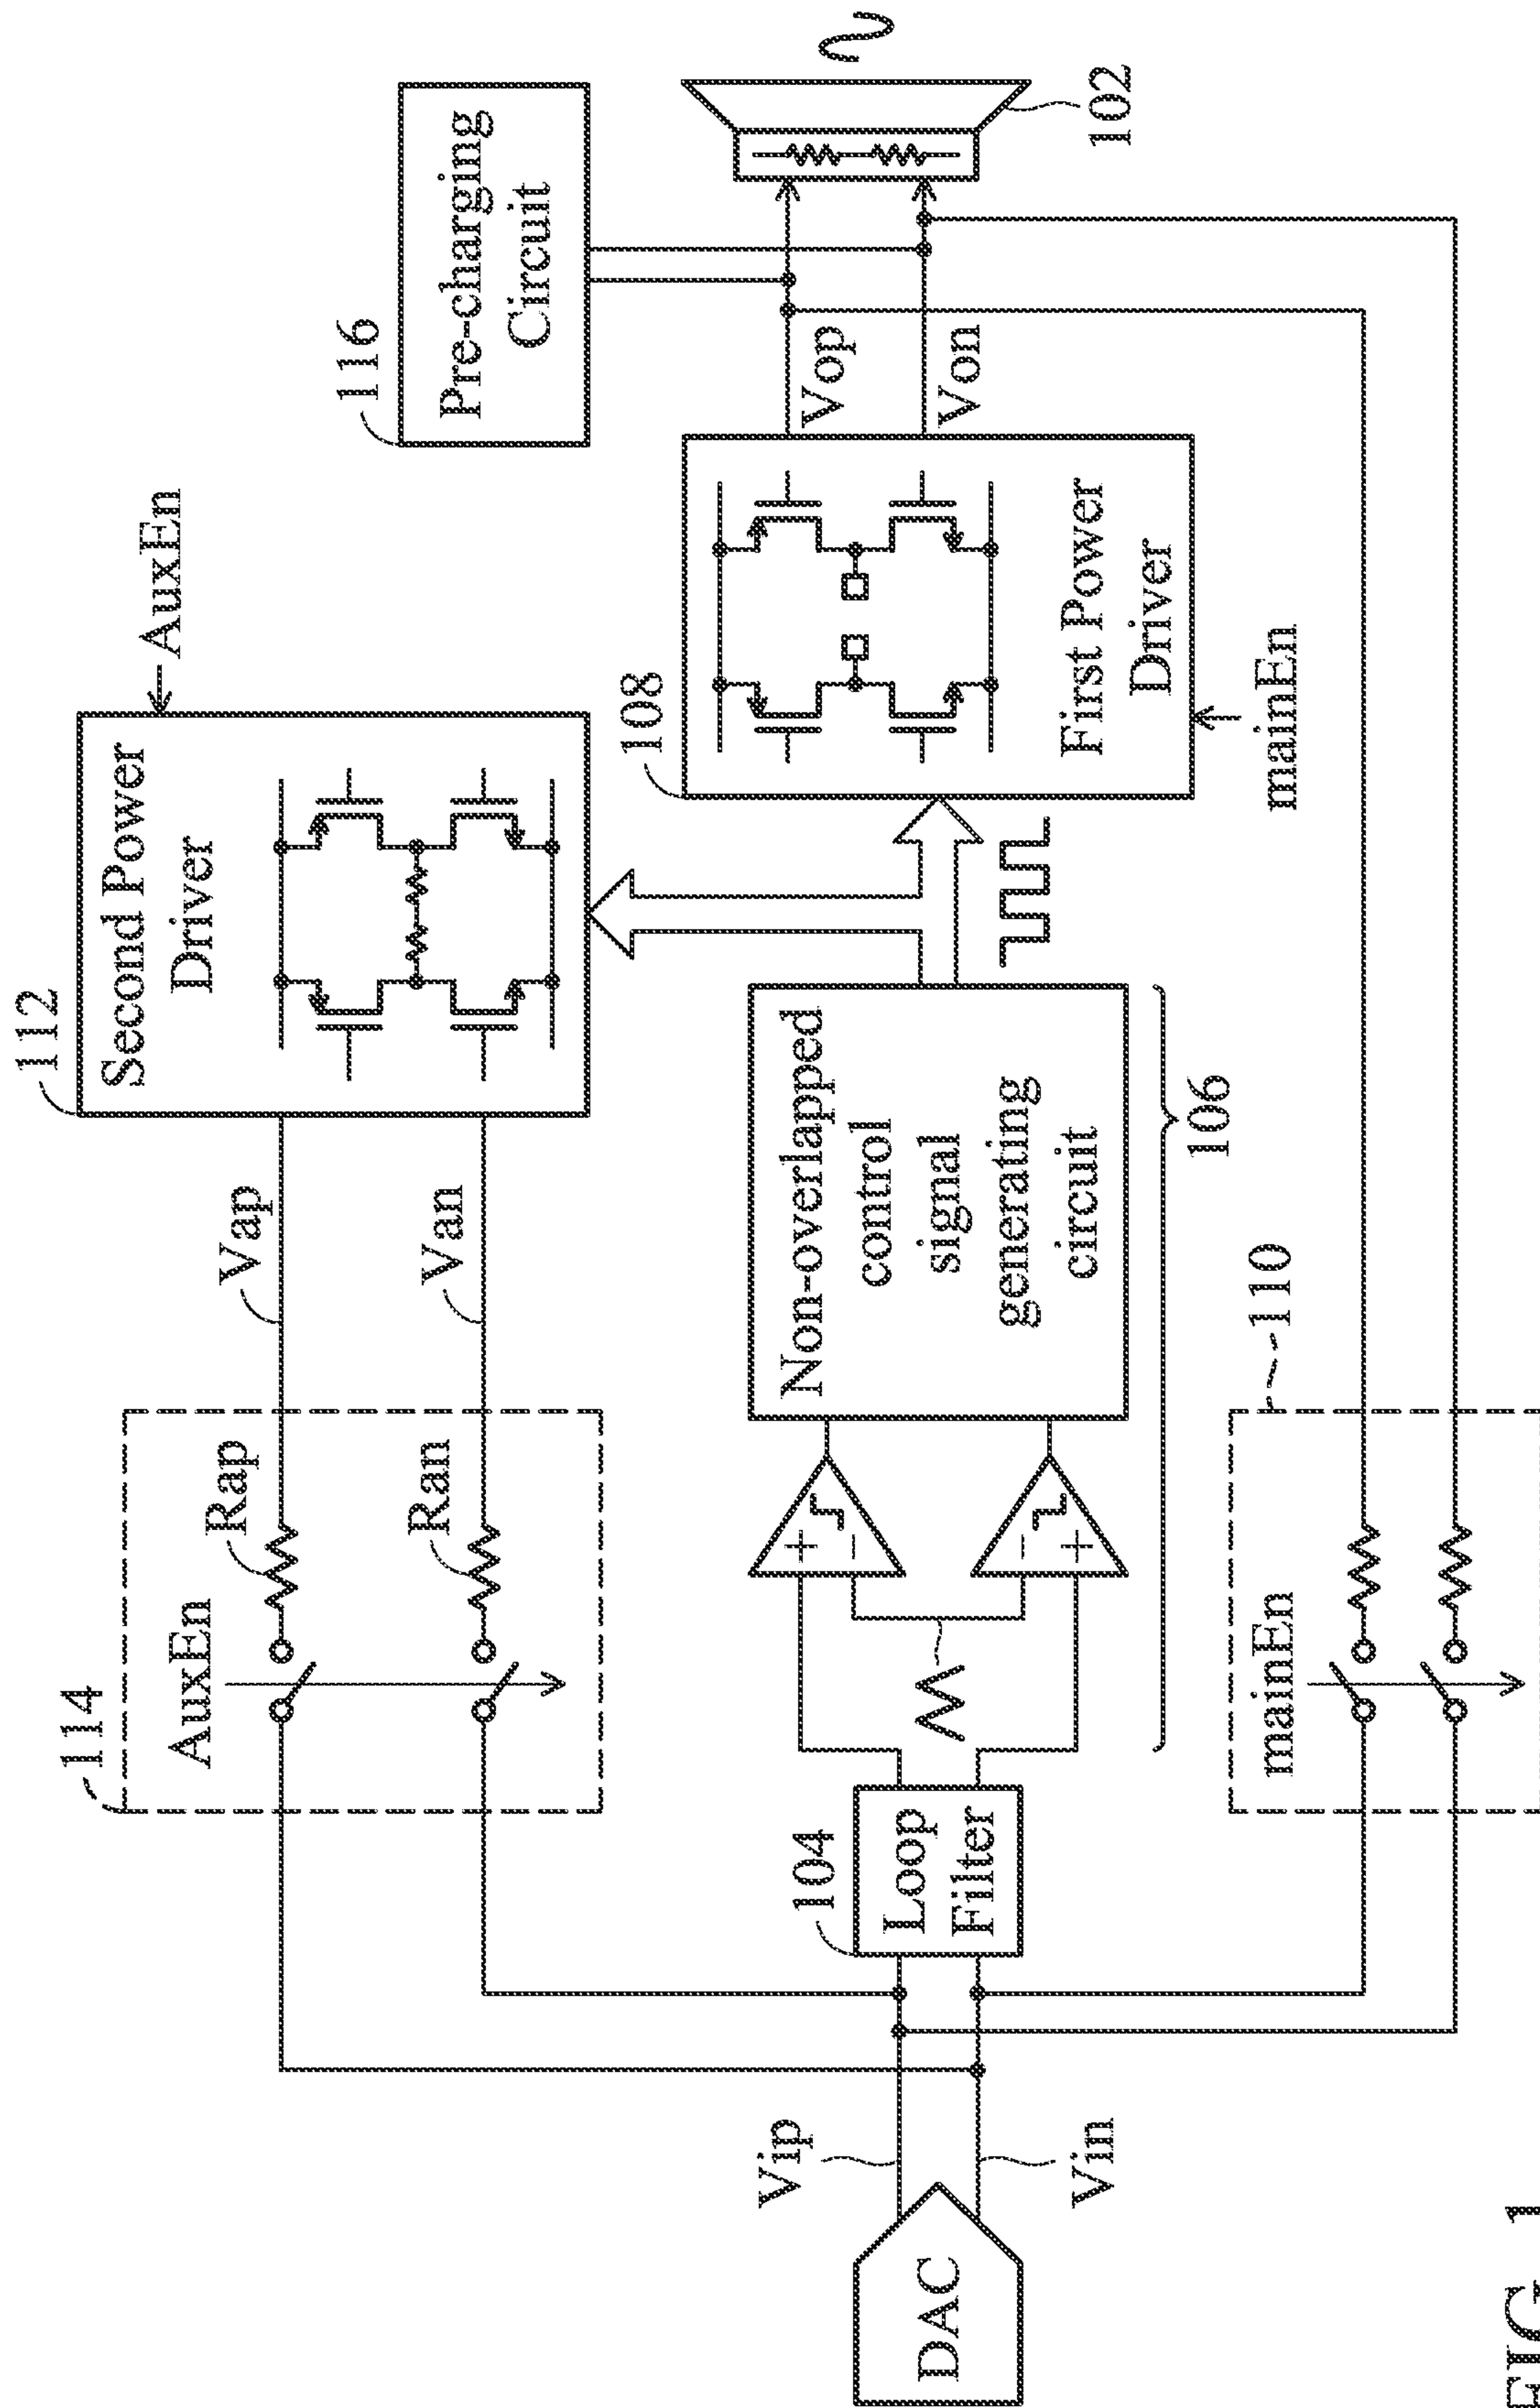 112
Second Power
Driver
AuxEn
116
Pre-charging
Circuit
114
AuxEn
Rap
Ran
Vap
Van
108
First Power
Driver
mainEn
Vop
Von
102
DAC
Vip
Vin
104
Loop
Filter
+
−
−
+
Non-overlapped
control
signal
generating
circuit
106
110
mainEn
FIG. 1